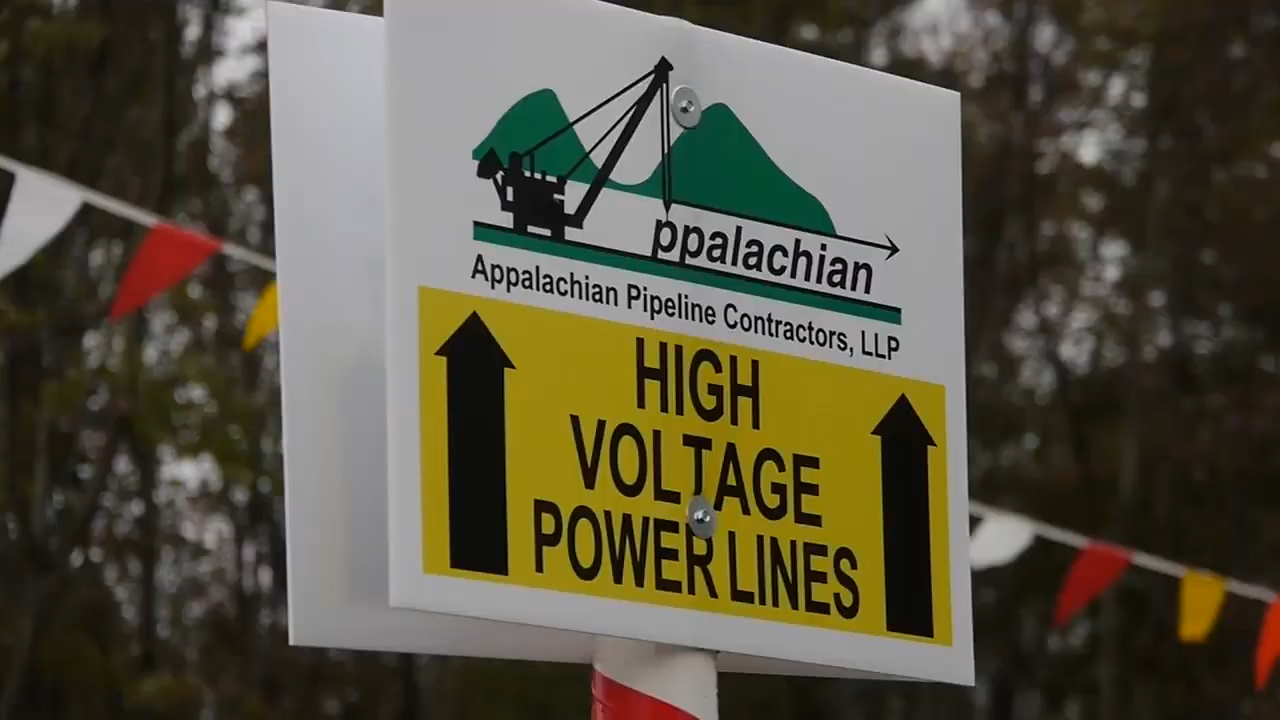 ppalachian
Appalachian Pipeline Contractors, LLP
HIGH
VOLTAGE
POWER LINES